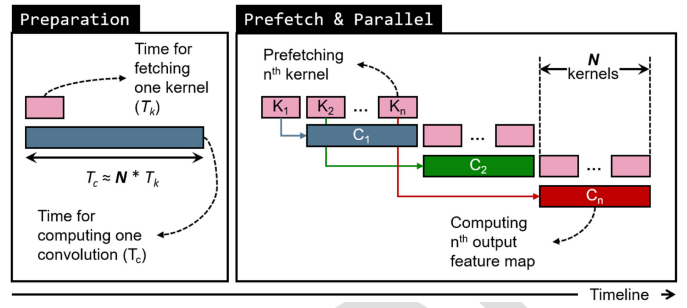 Preparation
Time for
fetching
one kernel
(Tk)
Tc ≈ N * Tk
Time for
computing one
convolution (Tc)
Prefetch & Parallel
Prefetching
nth kernel
N
kernels
K1 K2 ... Kn
C1 ...
C2 ...
Cn
Computing
nth output
feature map
Timeline